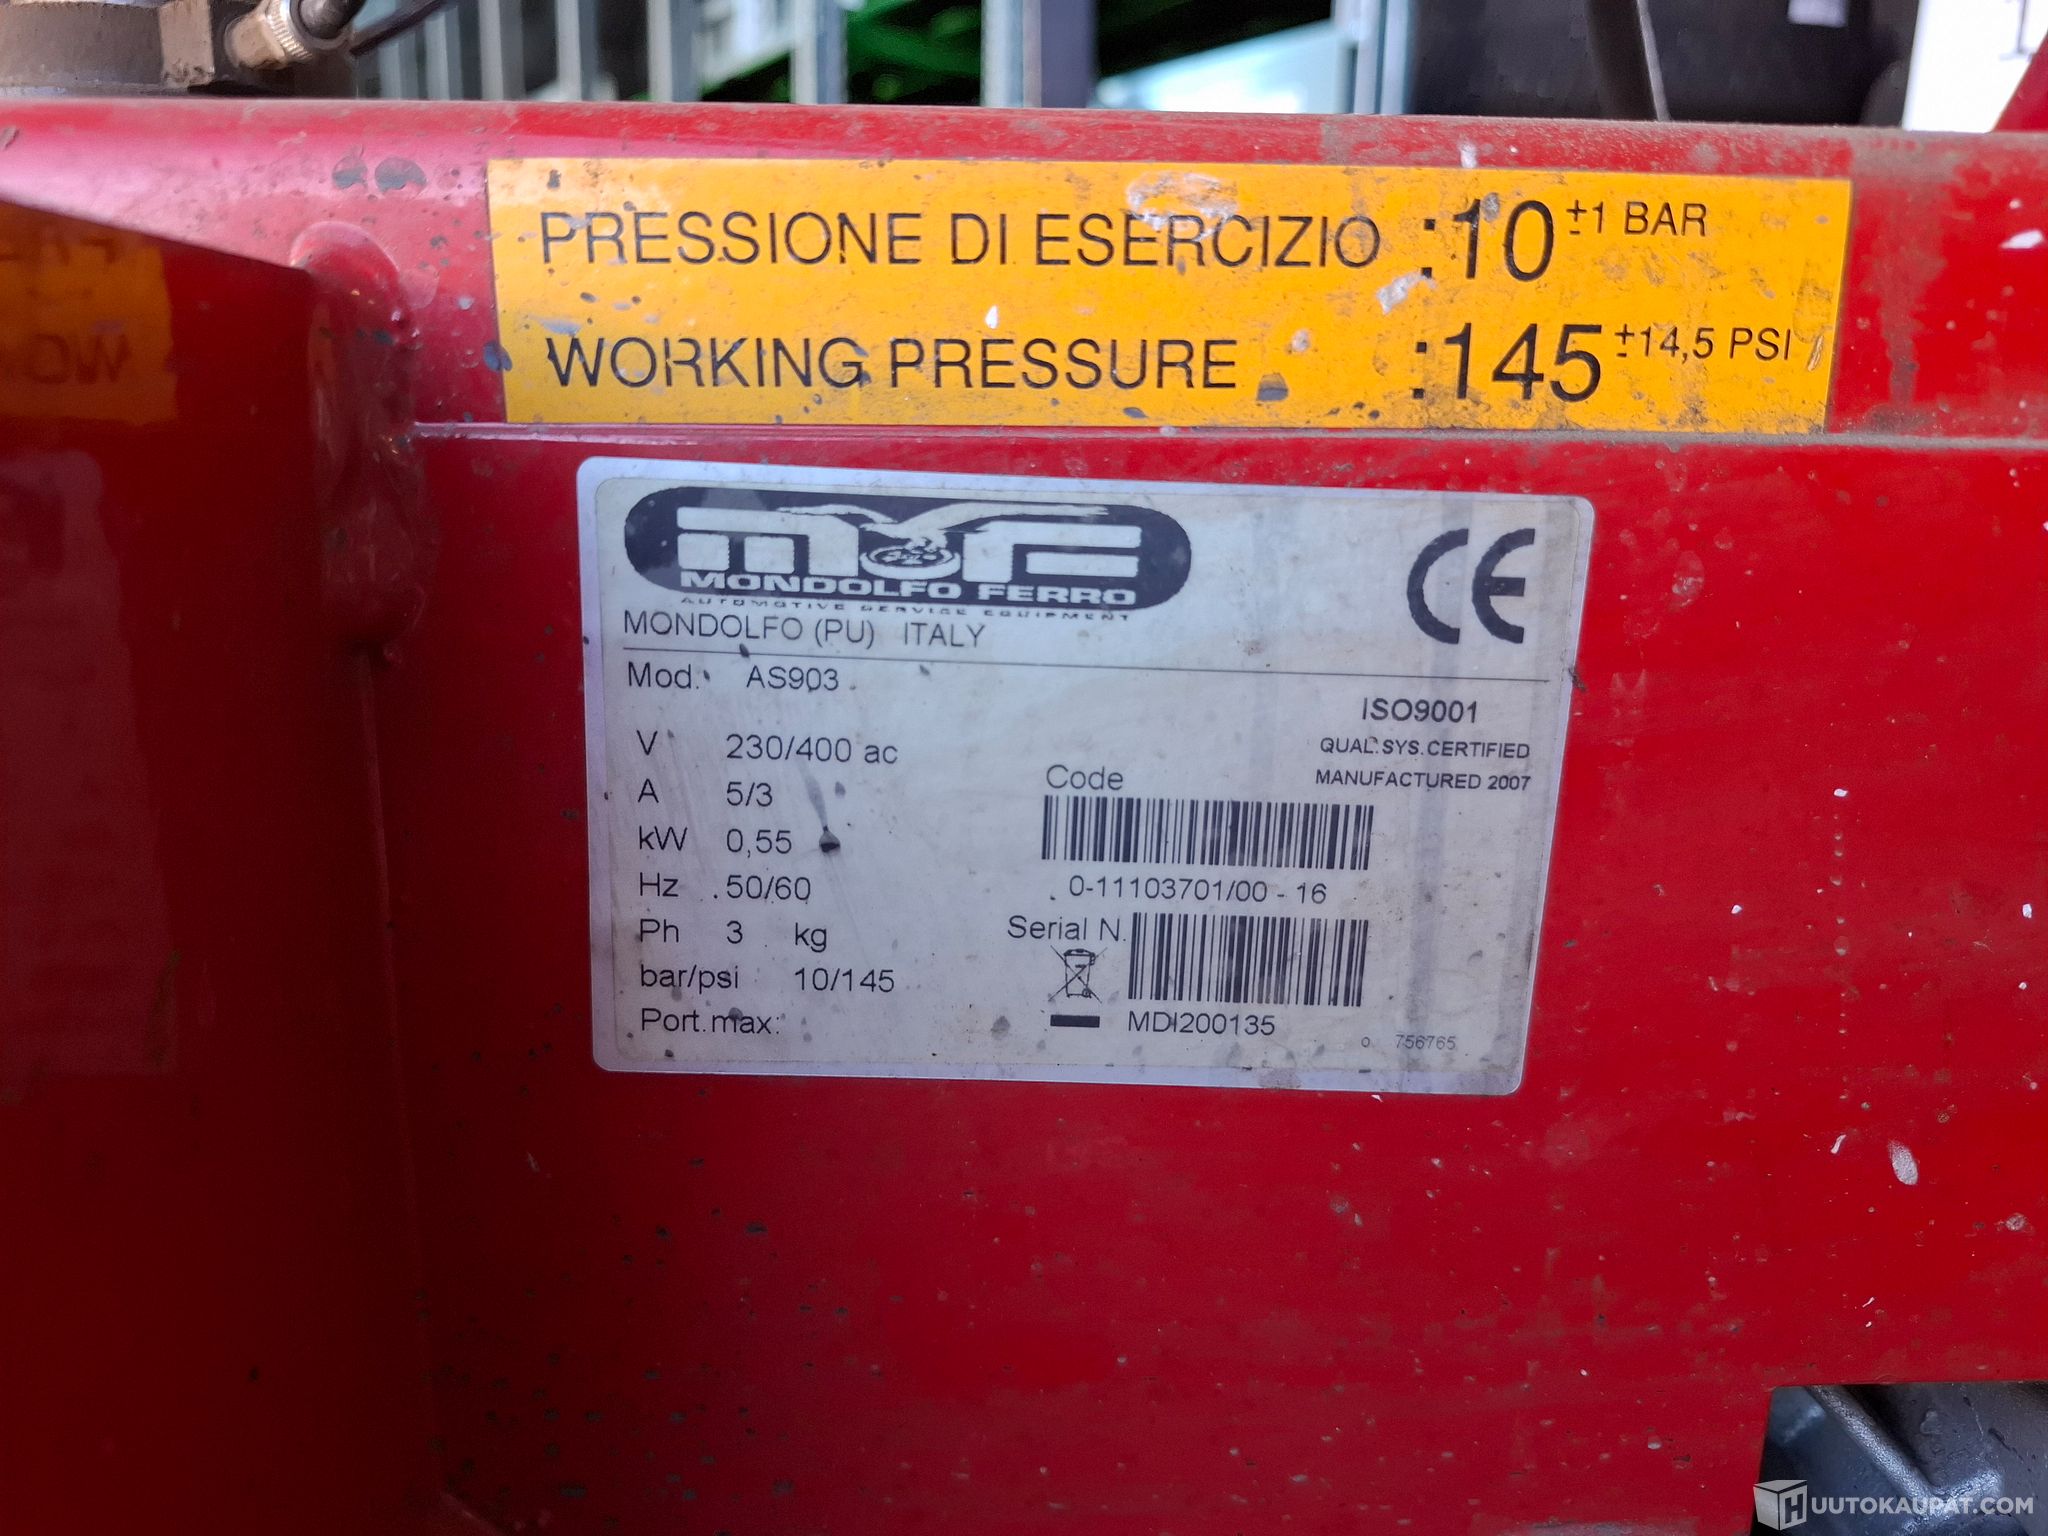 PRESSIONE DI ESERCIZIO :10 ±1 BAR
WORKING PRESSURE :145 ±14,5 PSI
MONDOLFO FERRO
AUTOMOTIVE SERVICE EQUIPMENT
MONDOLFO (PU) ITALY
CE
Mod. AS903
ISO9001
QUAL.SYS.CERTIFIED
MANUFACTURED 2007
V 230/400 ac
A 5/3
kW 0,55
Hz 50/60
Ph 3 kg
bar/psi 10/145
Port.max:
Code
0-11103701/00 - 16
Serial N.
MDI200135
o 756765
HUUTOKAUPAT.COM